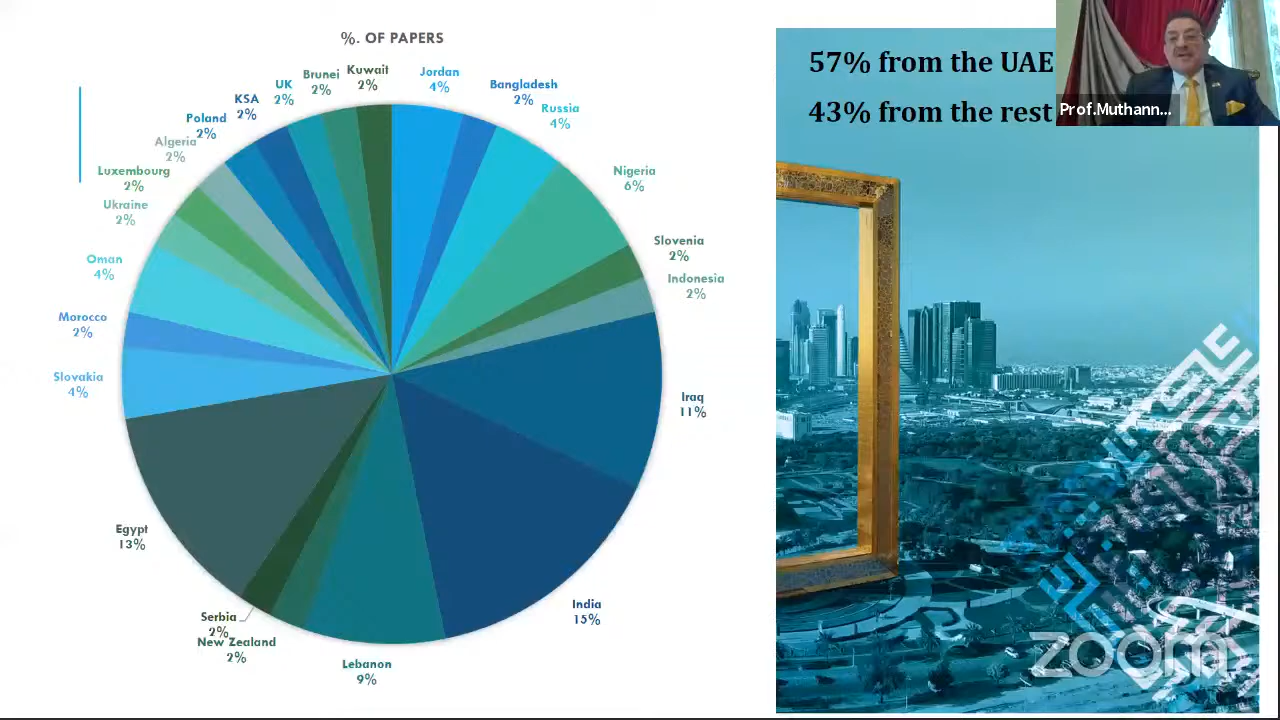 %. OF PAPERS
Jordan
4%
Bangladesh
2%
Russia
4%
Nigeria
6%
Slovenia
2%
Indonesia
2%
Iraq
11%
India
15%
Lebanon
9%
New Zealand
2%
Serbia
2%
Egypt
13%
Slovakia
4%
Morocco
2%
Oman
4%
Ukraine
2%
Luxembourg
2%
Algeria
2%
Poland
2%
KSA
2%
UK
2%
Brunei
2%
Kuwait
2%
57% from the UAE
43% from the rest
Prof.Muthann...
zoom